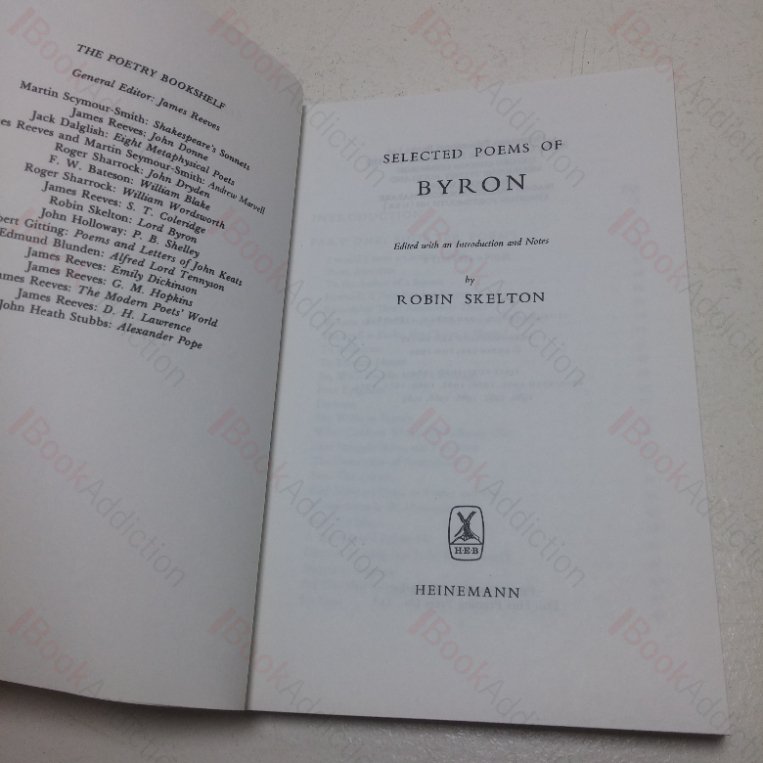 THE POETRY BOOKSHELF
General Editor: James Reeves
Martin Seymour-Smith: Shakespeare's Sonnets
James Reeves: John Donne
Jack Dalglish: Eight Metaphysical Poets
es Reeves and Martin Seymour-Smith: Andrew Marvell
Roger Sharrock: John Dryden
F. W. Bateson: William Blake
Roger Sharrock: William Wordsworth
James Reeves: S. T. Coleridge
Robin Skelton: Lord Byron
John Holloway: P. B. Shelley
bert Gitting: Poems and Letters of John Keats
Edmund Blunden: Alfred Lord Tennyson
James Reeves: Emily Dickinson
James Reeves: G. M. Hopkins
ames Reeves: The Modern Poets' World
James Reeves: D. H. Lawrence
John Heath Stubbs: Alexander Pope
SELECTED POEMS OF
BYRON
Edited with an Introduction and Notes
by
ROBIN SKELTON
HEB
HEINEMANN
BookAddiction